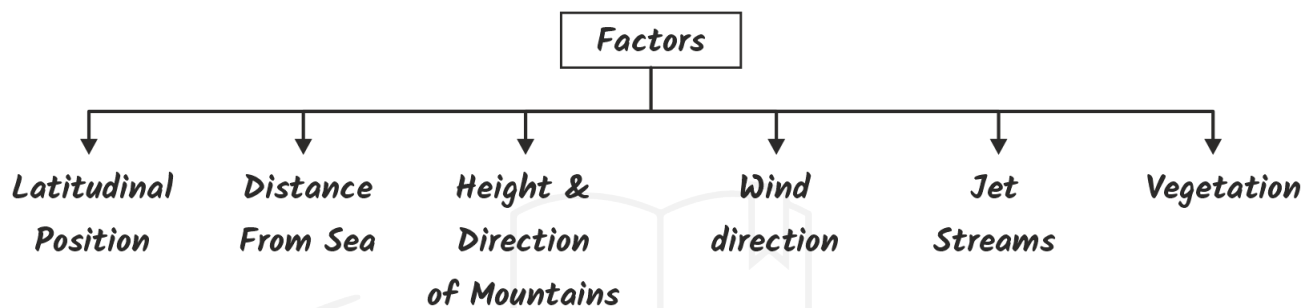 Factors
Latitudinal
Position
Distance
From Sea
Height &
Direction
of Mountains
Wind
direction
Jet
Streams
Vegetation